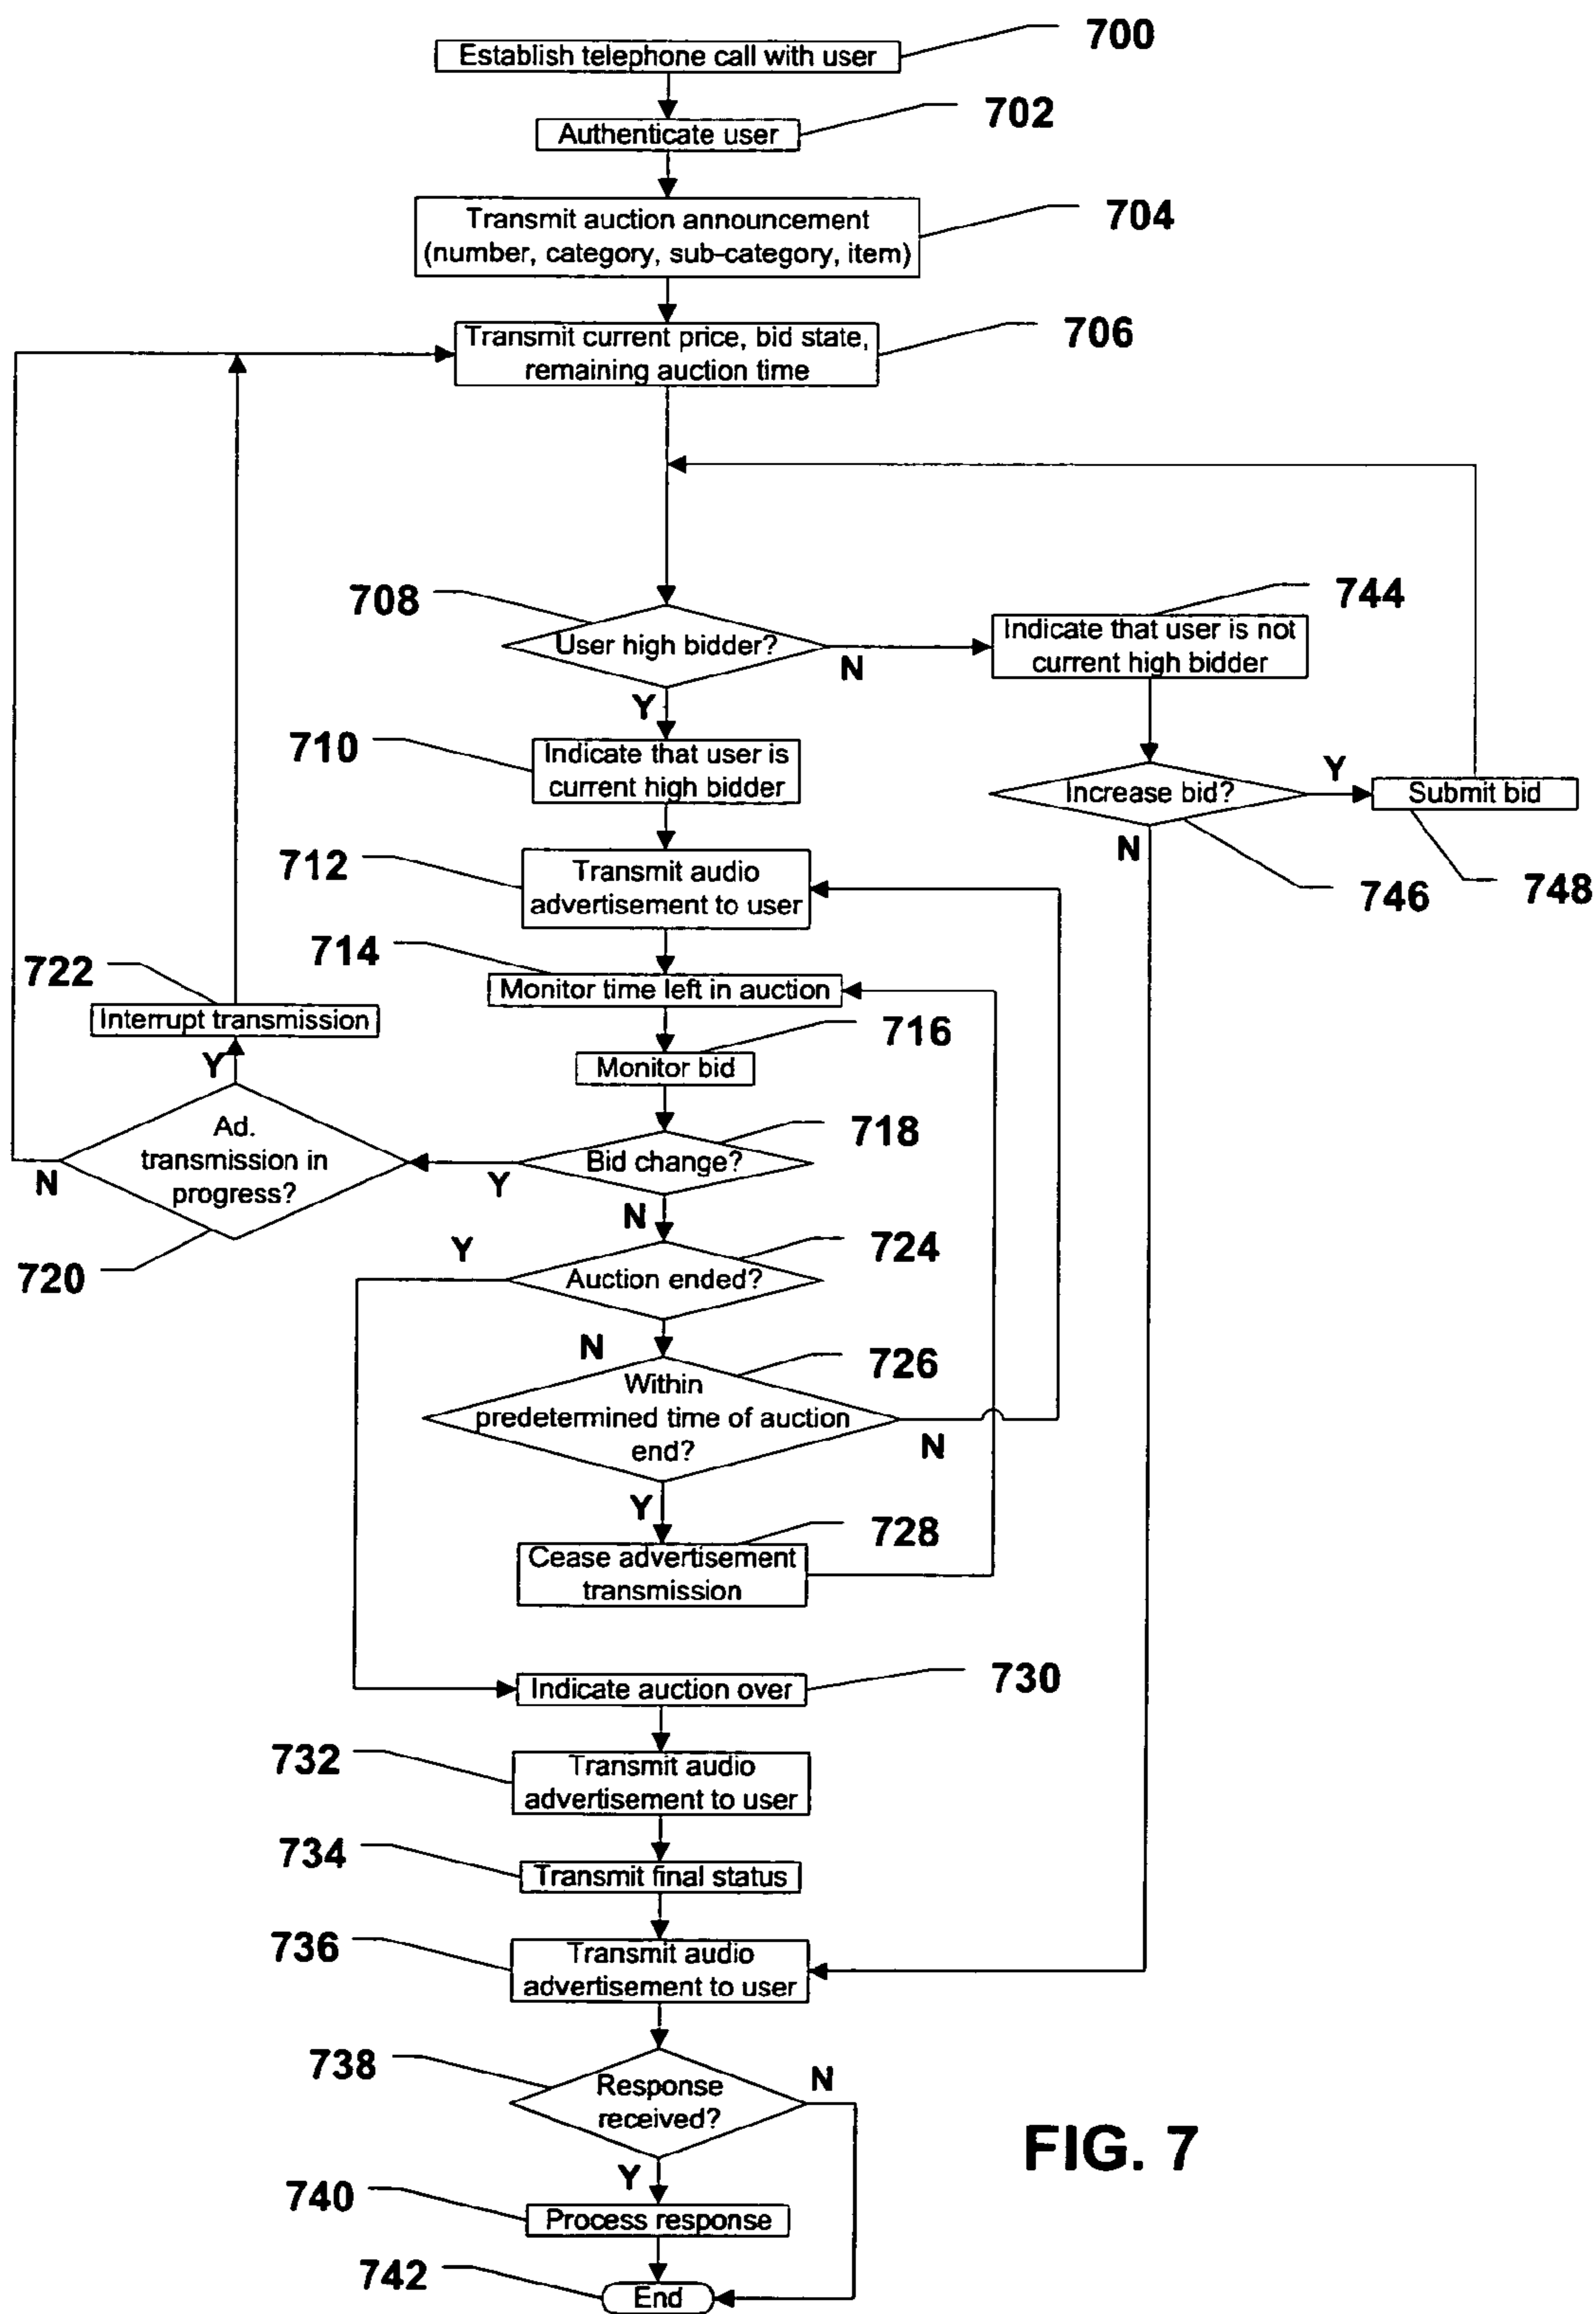 700
Establish telephone call with user
702
Authenticate user
704
Transmit auction announcement
(number, category, sub-category, item)
706
Transmit current price, bid state,
remaining auction time
708
User high bidder?
N
Y
744
Indicate that user is not
current high bidder
710
Indicate that user is
current high bidder
Increase bid?
Y
N
746
Submit bid
748
712
Transmit audio
advertisement to user
714
Monitor time left in auction
722
Interrupt transmission
Y
716
Monitor bid
718
Bid change?
Y
N
Ad.
transmission in
progress?
N
720
724
Auction ended?
Y
N
726
Within
predetermined time of auction
end?
N
Y
728
Cease advertisement
transmission
730
Indicate auction over
732
Transmit audio
advertisement to user
734
Transmit final status
736
Transmit audio
advertisement to user
738
Response
received?
N
Y
740
Process response
742
End
FIG. 7